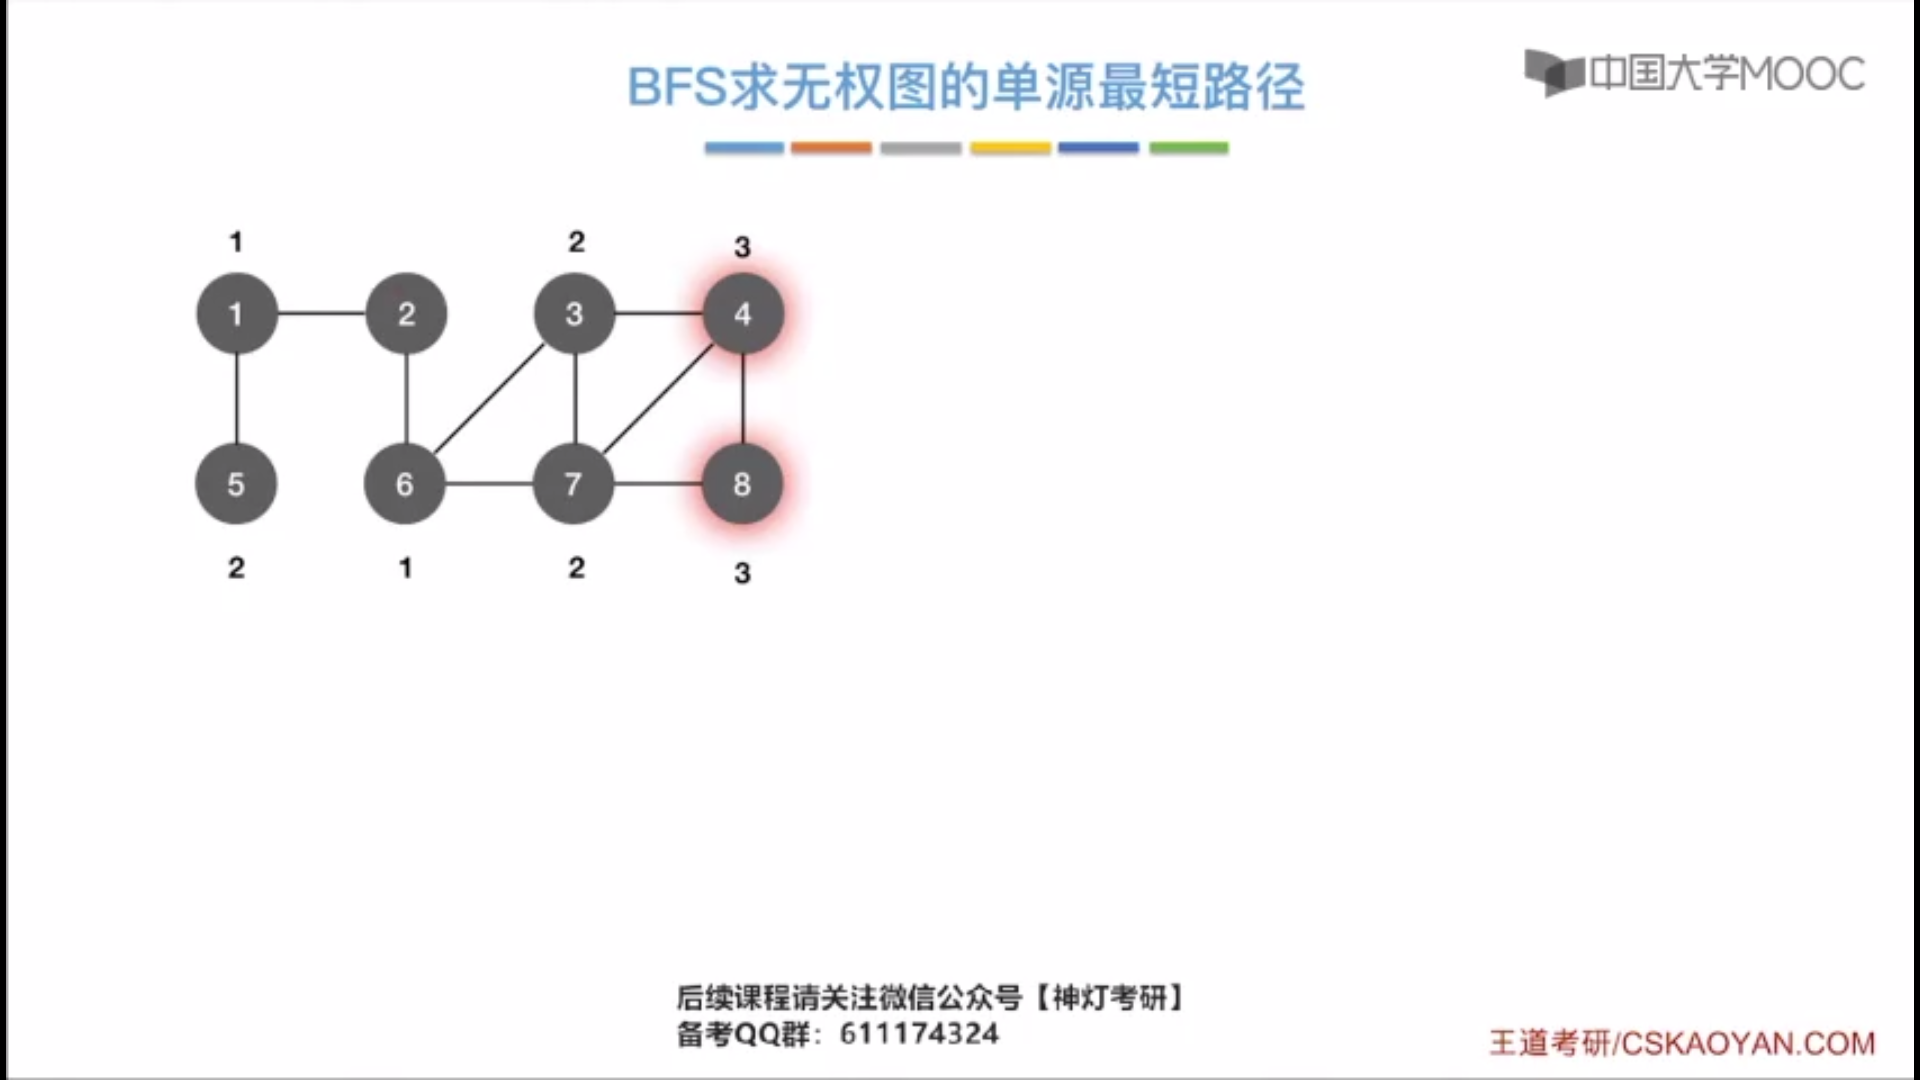 BFS求无权图的单源最短路径
中国大学MOOC
1 2 3
1 2 3 4
5 6 7 8
2 1 2 3
后续课程请关注微信公众号【神灯考研】
备考QQ群：611174324
王道考研/CSKAOYAN.COM